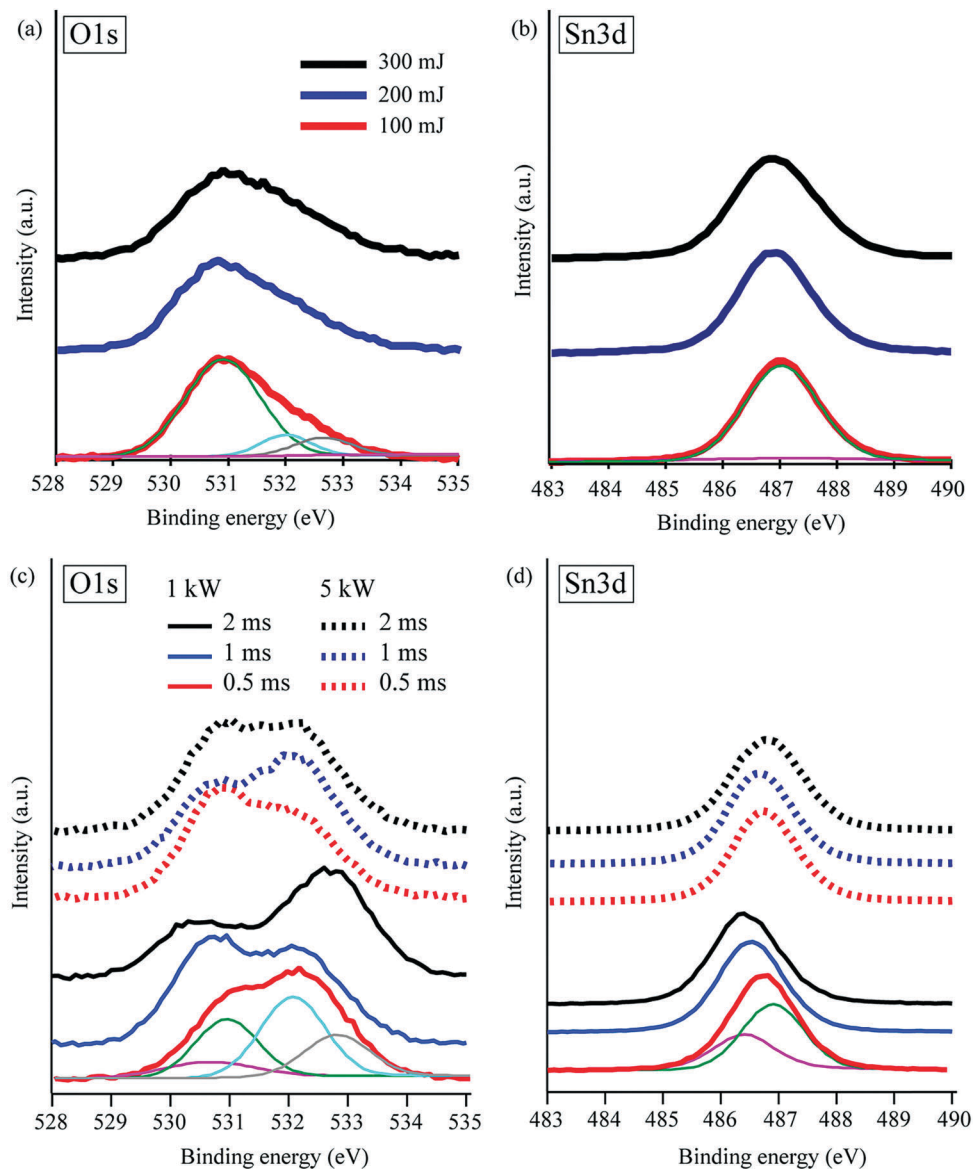 (a) O1s
300 mJ
200 mJ
100 mJ
Intensity (a.u.)
528 529 530 531 532 533 534 535
Binding energy (eV)
(b) Sn3d
Intensity (a.u.)
483 484 485 486 487 488 489 490
Binding energy (eV)
(c) O1s
1 kW 5 kW
2 ms 2 ms
1 ms 1 ms
0.5 ms 0.5 ms
Intensity (a.u.)
528 529 530 531 532 533 534 535
Binding energy (eV)
(d) Sn3d
Intensity (a.u.)
483 484 485 486 487 488 489 490
Binding energy (eV)